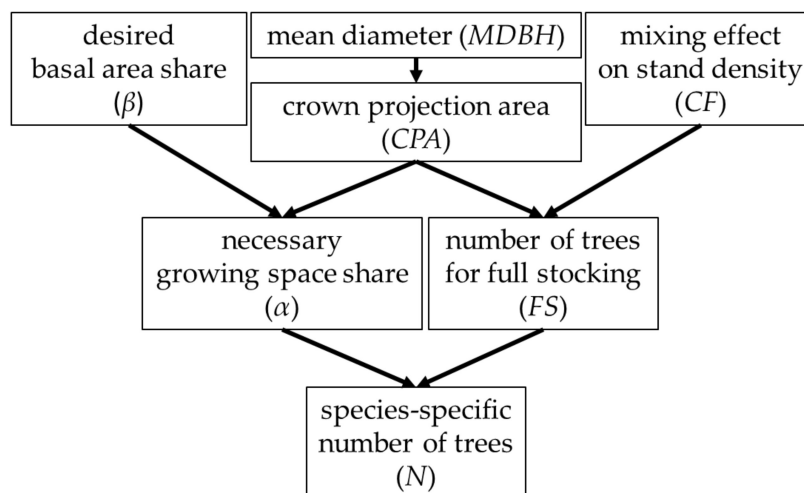 desired
basal area share
(β)
mean diameter (MDBH)
crown projection area
(CPA)
mixing effect
on stand density
(CF)
necessary
growing space share
(α)
number of trees
for full stocking
(FS)
species-specific
number of trees
(N)